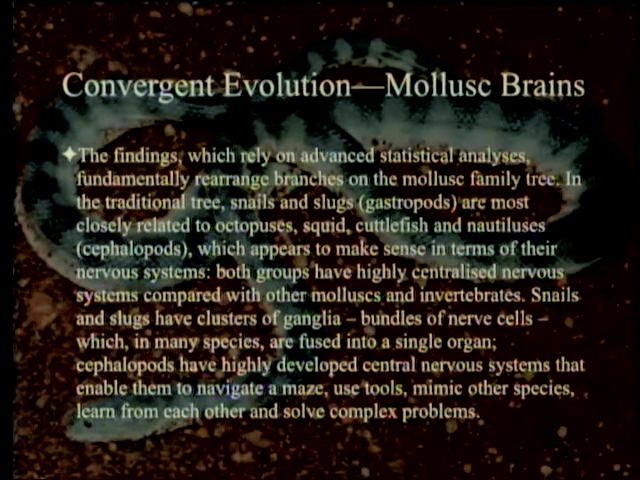 Convergent Evolution—Mollusc Brains
✦The findings, which rely on advanced statistical analyses,
fundamentally rearrange branches on the mollusc family tree. In
the traditional tree, snails and slugs (gastropods) are most
closely related to octopuses, squid, cuttlefish and nautiluses
(cephalopods), which appears to make sense in terms of their
nervous systems: both groups have highly centralised nervous
systems compared with other molluscs and invertebrates. Snails
and slugs have clusters of ganglia – bundles of nerve cells –
which, in many species, are fused into a single organ;
cephalopods have highly developed central nervous systems that
enable them to navigate a maze, use tools, mimic other species,
learn from each other and solve complex problems.